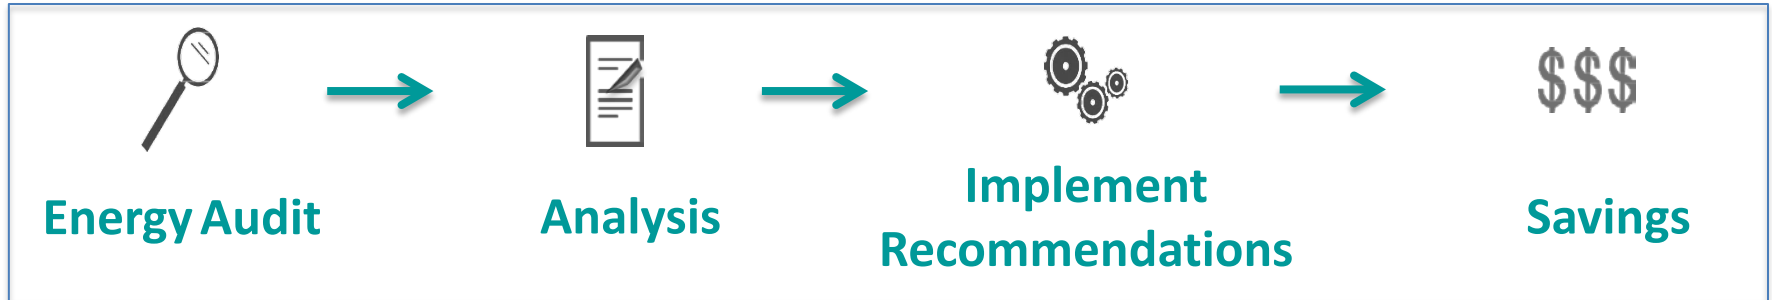 $$$
Energy Audit
Analysis
Implement
Recommendations
Savings